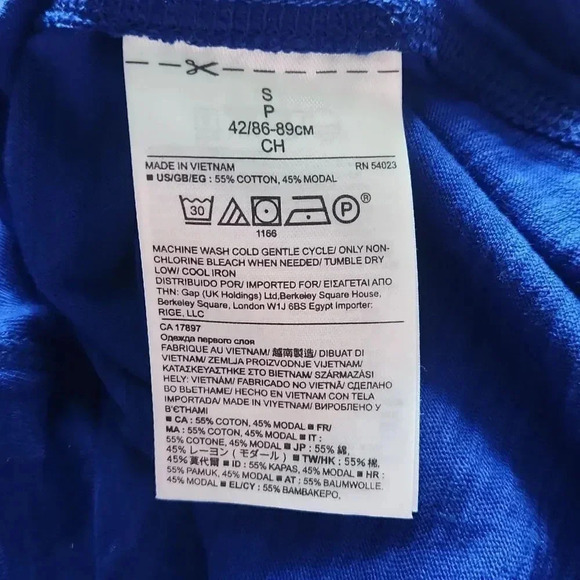 S
P
42/86-89CM
CH
MADE IN VIETNAM RN 54023
■ US/GB/EG : 55% COTTON, 45% MODAL
30 P ®
1166
MACHINE WASH COLD GENTLE CYCLE/ ONLY NON-
CHLORINE BLEACH WHEN NEEDED/ TUMBLE DRY
LOW/ COOL IRON
DISTRIBUIDO POR/ IMPORTED FOR/ ΕΙΣΑΓΕΤΑΙ ΑΠΟ
ΤΗΝ: Gap (UK Holdings) Ltd,Berkeley Square House,
Berkeley Square, London W1J 6BS Egypt Importer:
RIGE, LLC
CA 17897
Одежда первого слоя
FABRIQUE AU VIETNAM/ 越南製造/ DIBUAT DI
VIETNAM/ ZEMLJA PROIZVODNJE VIJETNAM/
ΚΑΤΑΣΚΕΥΑΣΤΗΚΕ ΣΤΟ ΒΙΕΤΝΑΜ/ SZÁRMAZÁSI
HELY: VIETNÁM/ FABRICADO NO VIETNÃ/ СДЕЛАНО
ВО ВЬЕТНАМЕ/ HECHO EN VIETNAM CON TELA
IMPORTADA/ MADE IN VIYETNAM/ ВИРОБЛЕНО У
В'ЄТНАМІ
■ CA : 55% COTON, 45% MODAL ■ FR/
MA : 55% COTON, 45% MODAL ■ IT :
55% COTONE, 45% MODAL ■ JP : 55% 綿,
45% レーヨン ( モダール ) ■ TW/HK : 55% 棉,
45% 莫代爾 ■ ID : 55% KAPAS, 45% MODAL ■ HR :
55% PAMUK, 45% MODAL ■ AT : 55% BAUMWOLLE,
45% MODAL ■ EL/CY : 55% ΒΑΜΒΑΚΕΡΟ,